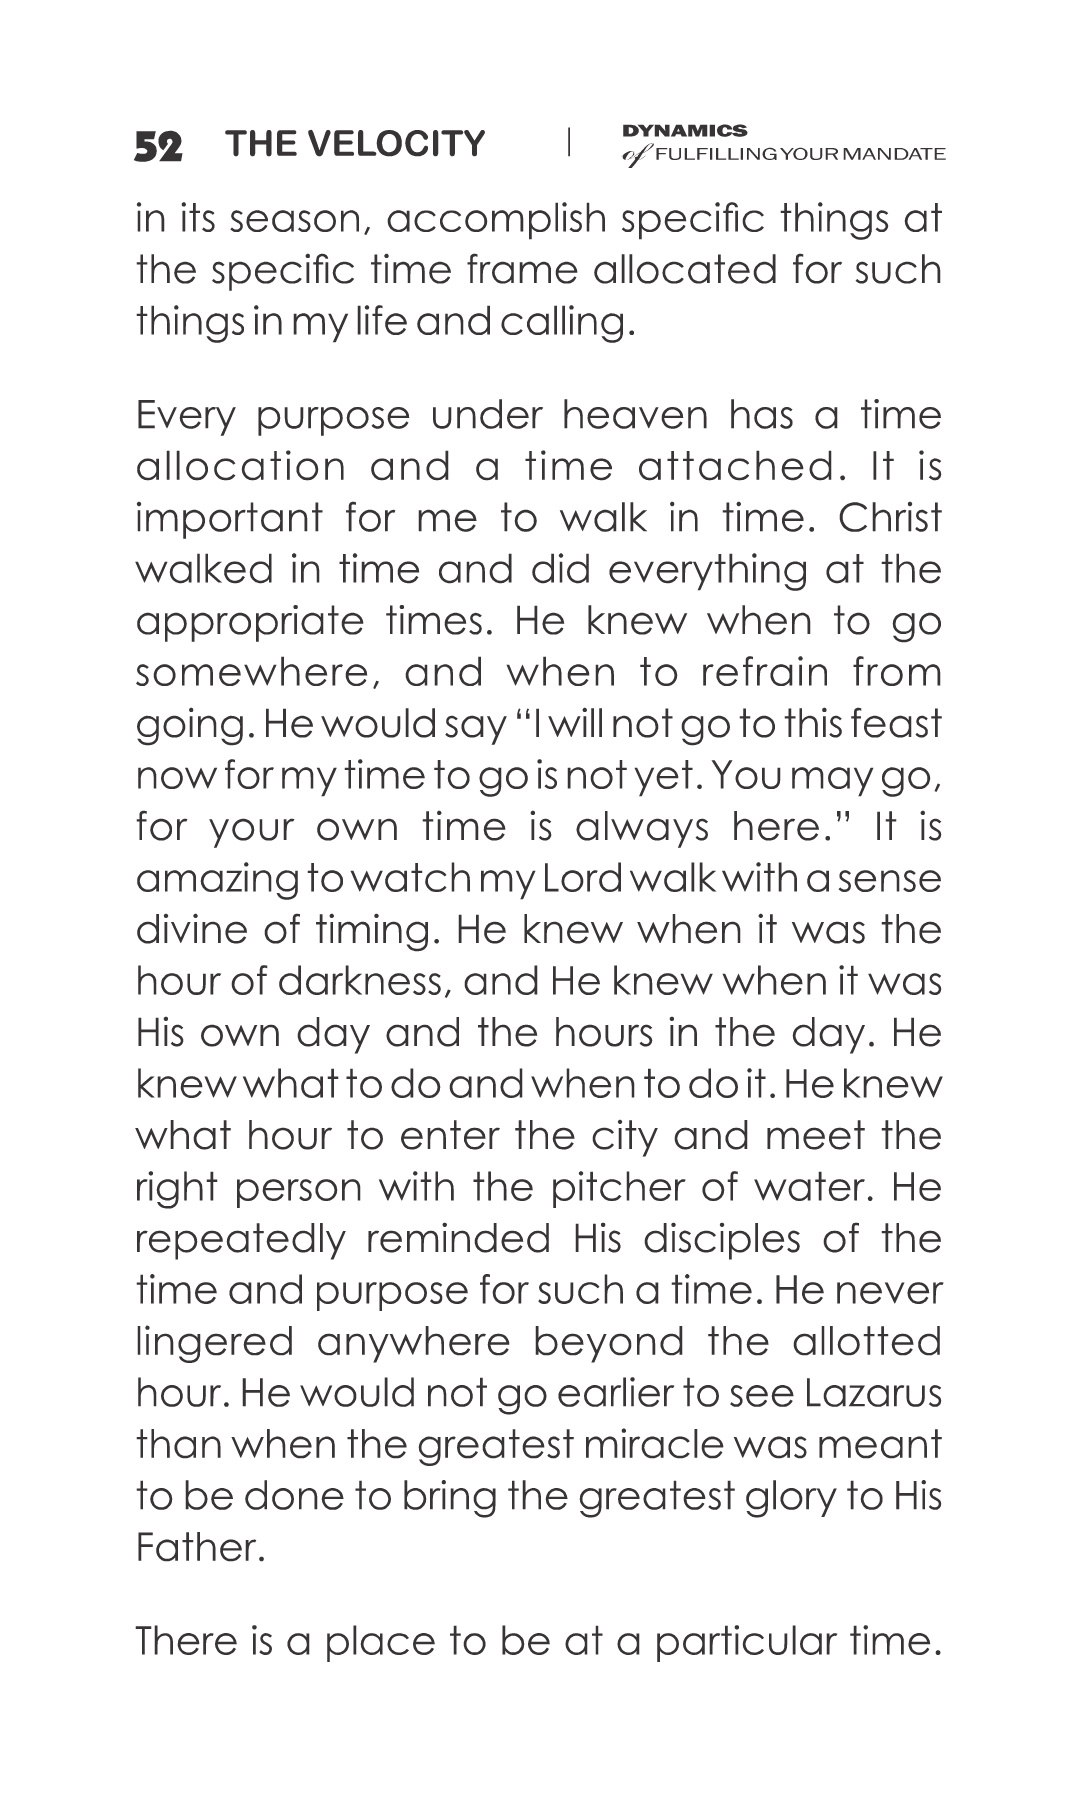 52 THE VELOCITY | DYNAMICS
of FULFILLING YOUR MANDATE
in its season, accomplish specific things at
the specific time frame allocated for such
things in my life and calling.
Every purpose under heaven has a time
allocation and a time attached. It is
important for me to walk in time. Christ
walked in time and did everything at the
appropriate times. He knew when to go
somewhere, and when to refrain from
going. He would say “I will not go to this feast
now for my time to go is not yet. You may go,
for your own time is always here.” It is
amazing to watch my Lord walk with a sense
divine of timing. He knew when it was the
hour of darkness, and He knew when it was
His own day and the hours in the day. He
knew what to do and when to do it. He knew
what hour to enter the city and meet the
right person with the pitcher of water. He
repeatedly reminded His disciples of the
time and purpose for such a time. He never
lingered anywhere beyond the allotted
hour. He would not go earlier to see Lazarus
than when the greatest miracle was meant
to be done to bring the greatest glory to His
Father.
There is a place to be at a particular time.